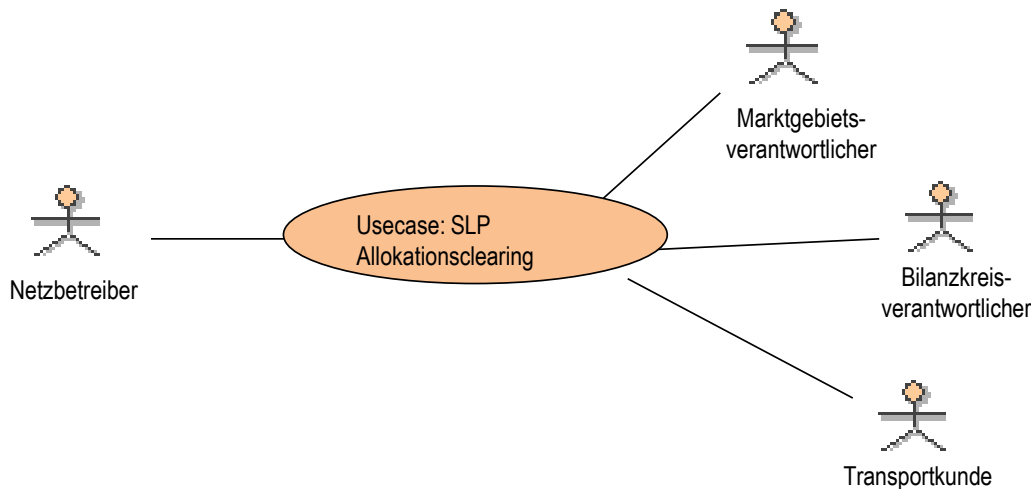 Marktgebiets-
verantwortlicher
Usecase: SLP
Allokationsclearing
Netzbetreiber
Bilanzkreis-
verantwortlicher
Transportkunde